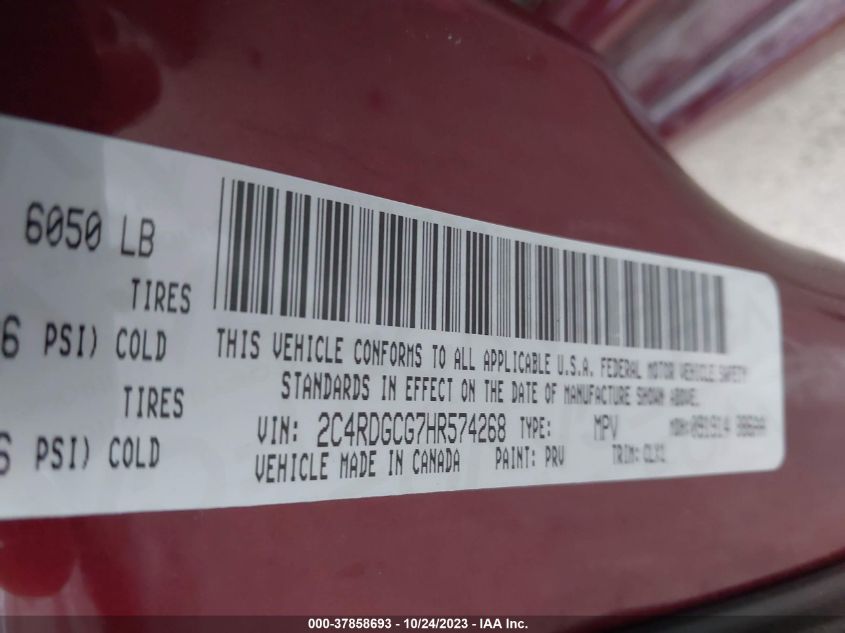 6050 LB
TIRES
6 PSI) COLD
TIRES
6 PSI) COLD
THIS VEHICLE CONFORMS TO ALL APPLICABLE U.S.A. FEDERAL MOTOR VEHICLE SAFETY
STANDARDS IN EFFECT ON THE DATE OF MANUFACTURE SHOWN ABOVE.
VIN: 2C4RDGCG7HR574268 TYPE: MPV MDH: 091914
VEHICLE MADE IN CANADA PAINT: PRV TRIM:
000-37858693 - 10/24/2023 - IAA Inc.